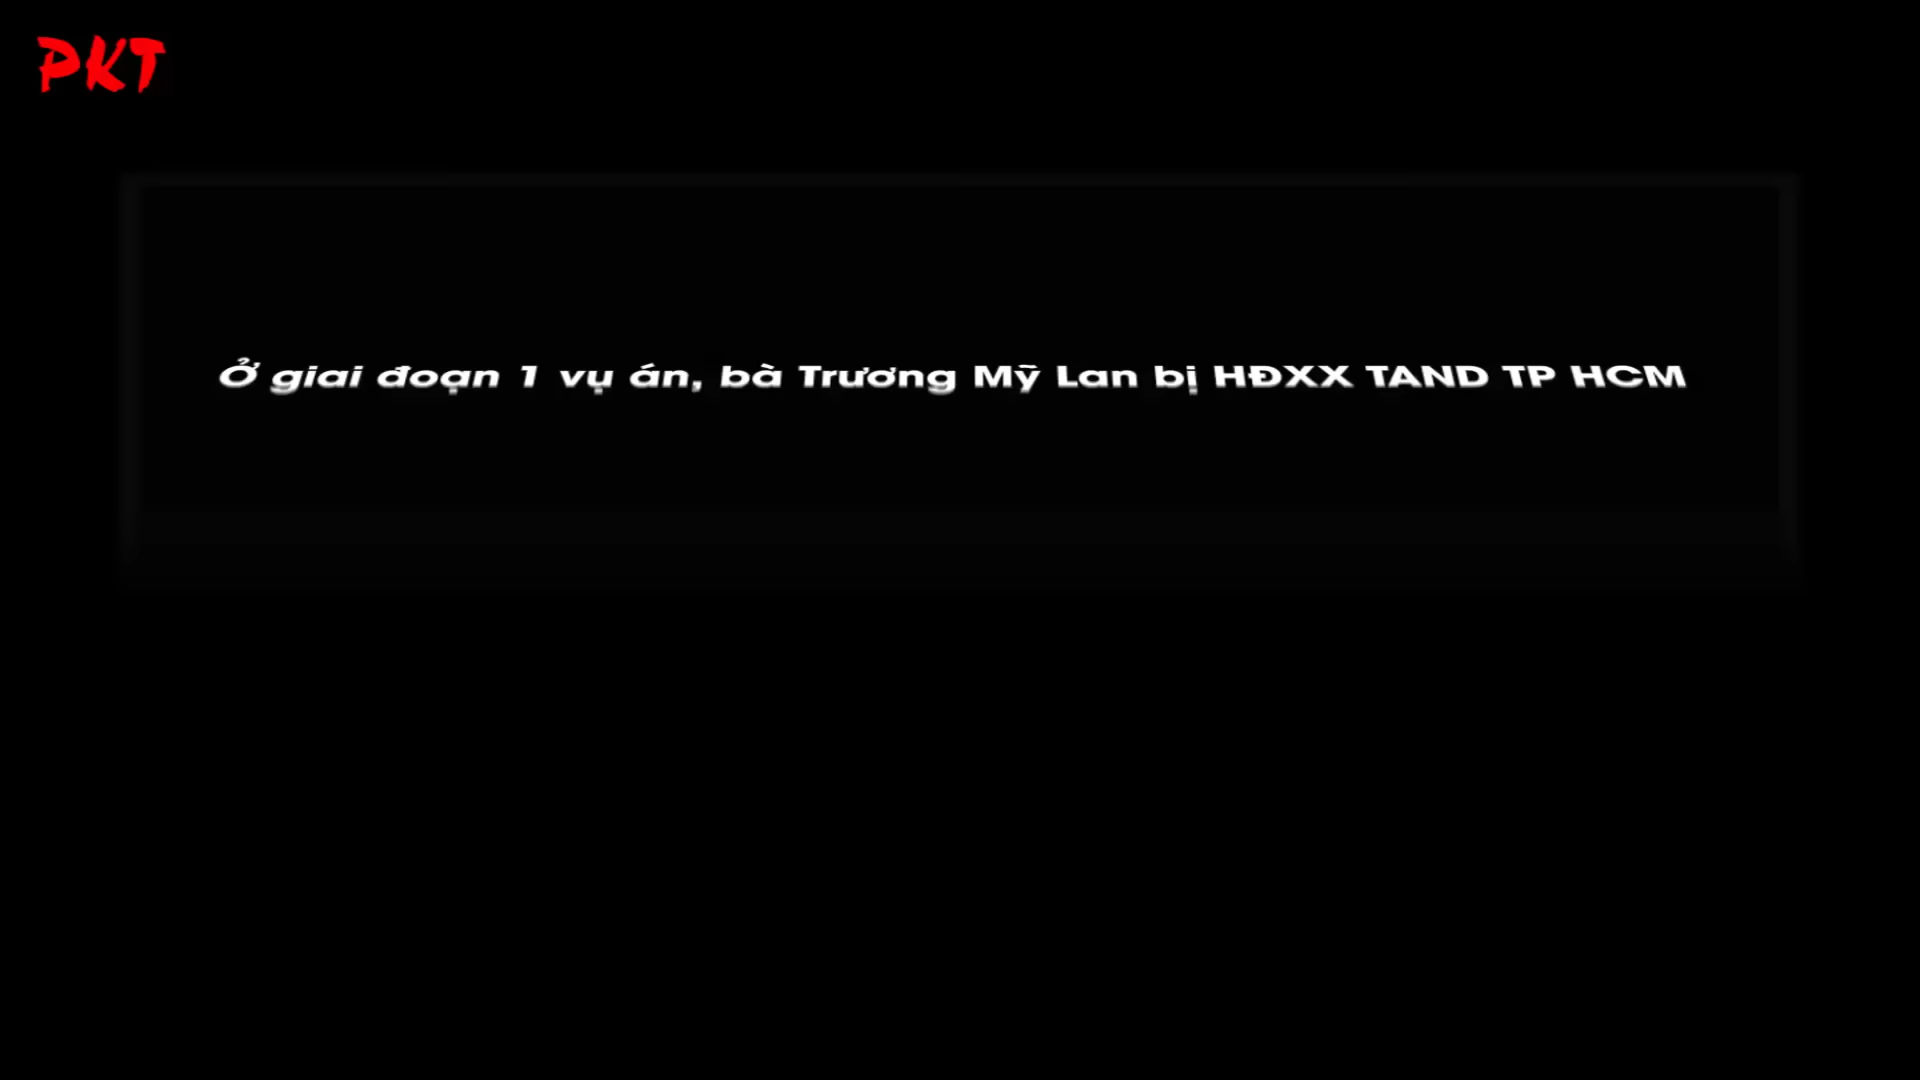 PKT
Ở giai đoạn 1 vụ án, bà Trương Mỹ Lan bị HĐXX TAND TP HCM